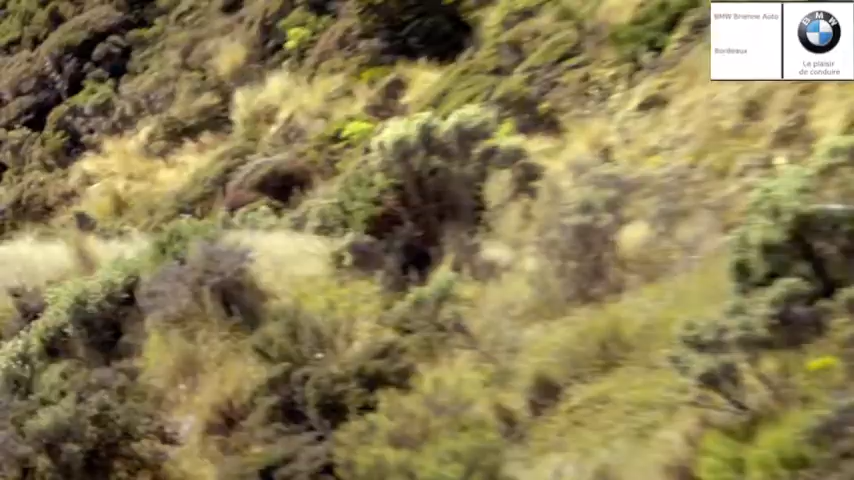 BMW Brienne Auto
Bordeaux
BMW
Le plaisir
de conduire